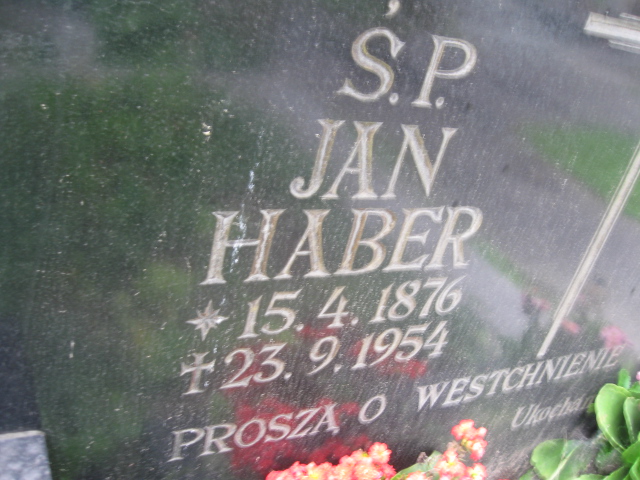 Ś.P.
JAN
HABER
* 15. 4. 1876
✝ 23. 9. 1954
PROSZĄ O WESTCHNIENIE